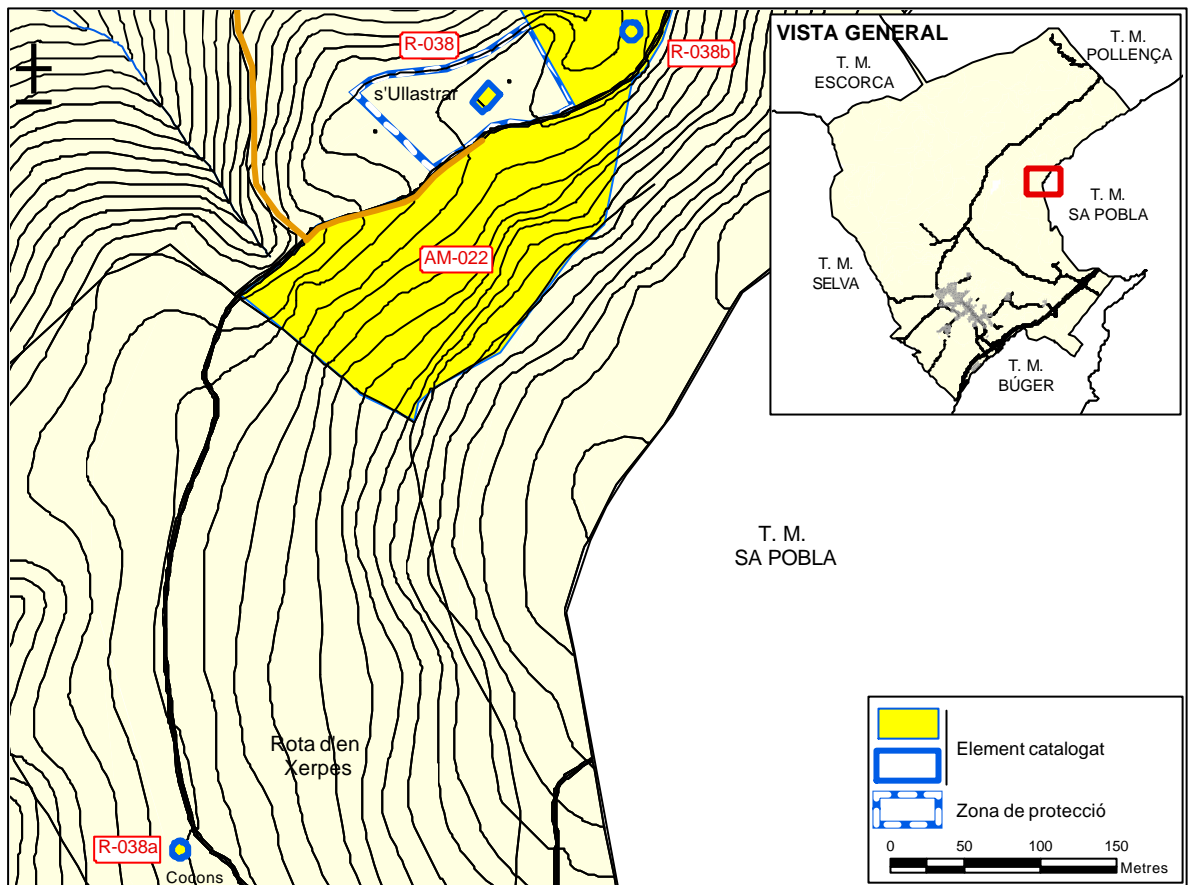 R-038
R-038b
s'Ullastrar
AM-022
VISTA GENERAL
T. M.
POLLENÇA
T. M.
ESCORCA
T. M.
SA POBLA
T. M.
SELVA
T. M.
BÚGER
T. M.
SA POBLA
Rota d'en
Xerpes
R-038a
Cocons
Element catalogat
Zona de protecció
0 50 100 150
Metres